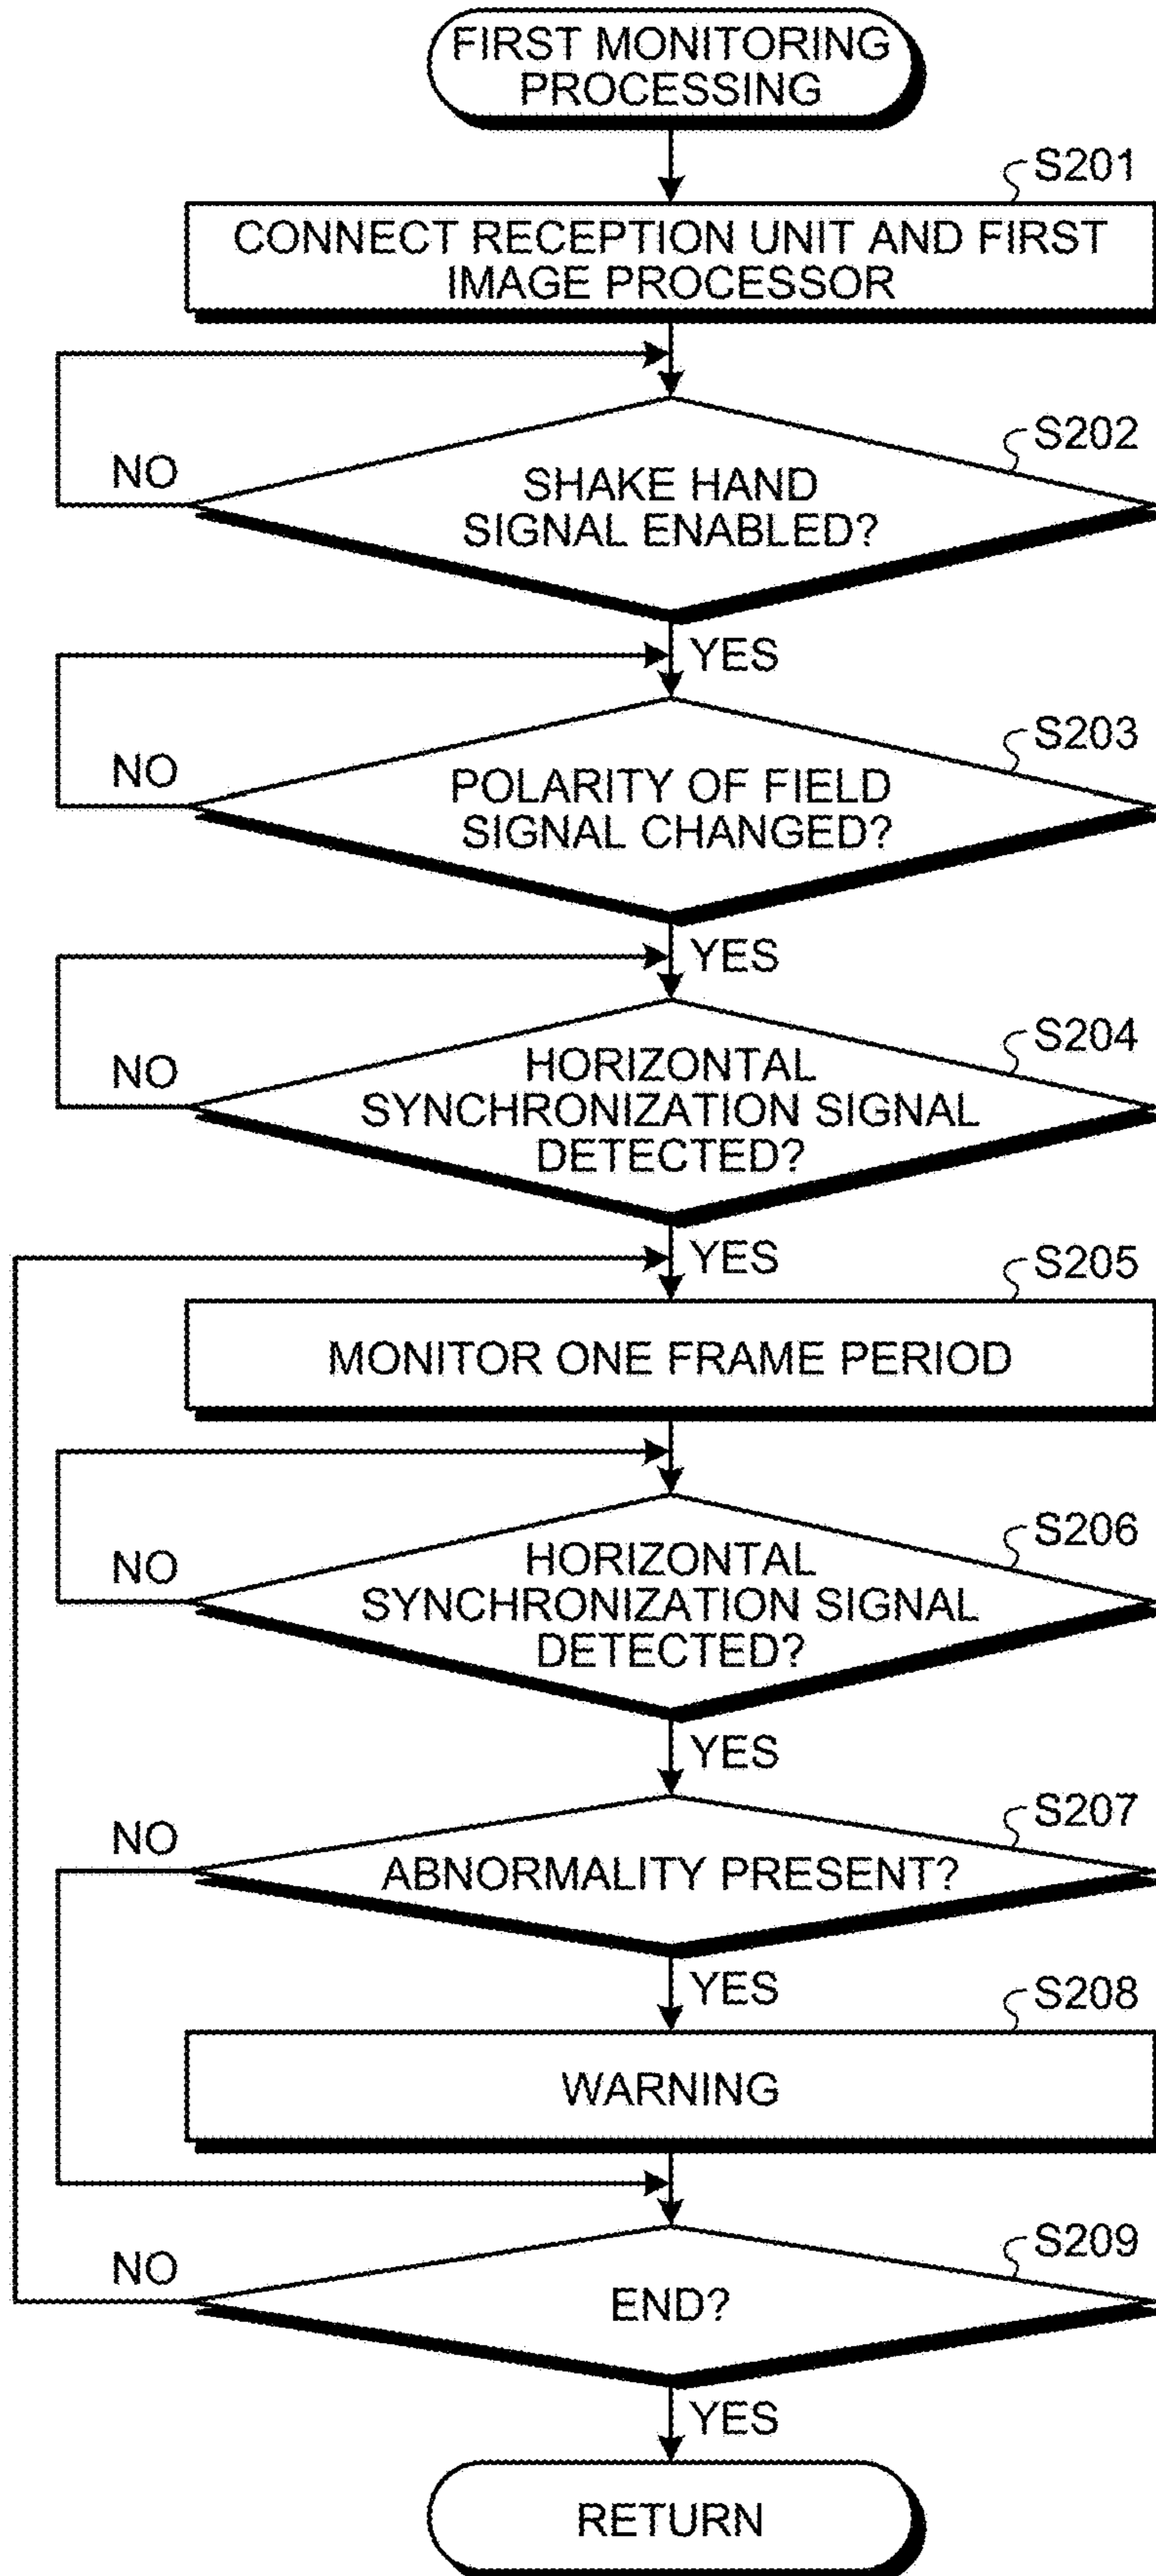 FIRST MONITORING
PROCESSING
S201
CONNECT RECEPTION UNIT AND FIRST
IMAGE PROCESSOR
S202
NO
SHAKE HAND
SIGNAL ENABLED?
YES
S203
NO
POLARITY OF FIELD
SIGNAL CHANGED?
YES
S204
NO
HORIZONTAL
SYNCHRONIZATION SIGNAL
DETECTED?
YES
S205
MONITOR ONE FRAME PERIOD
S206
NO
HORIZONTAL
SYNCHRONIZATION SIGNAL
DETECTED?
YES
S207
NO
ABNORMALITY PRESENT?
YES
S208
WARNING
S209
NO
END?
YES
RETURN